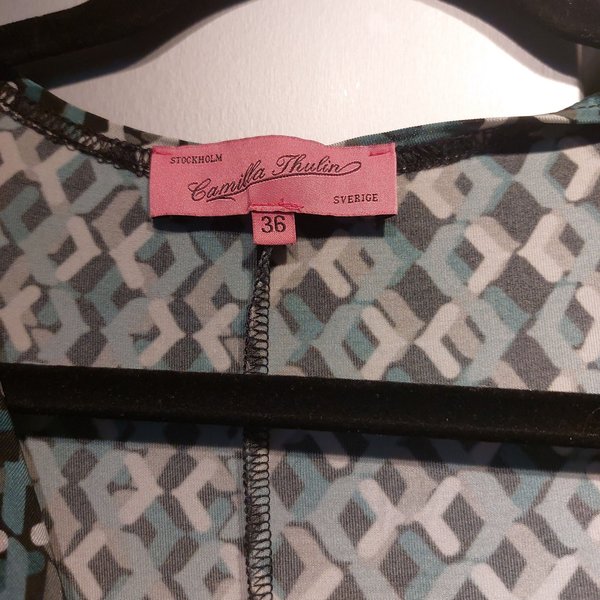 STOCKHOLM
Camilla Thulin
SVERIGE
36